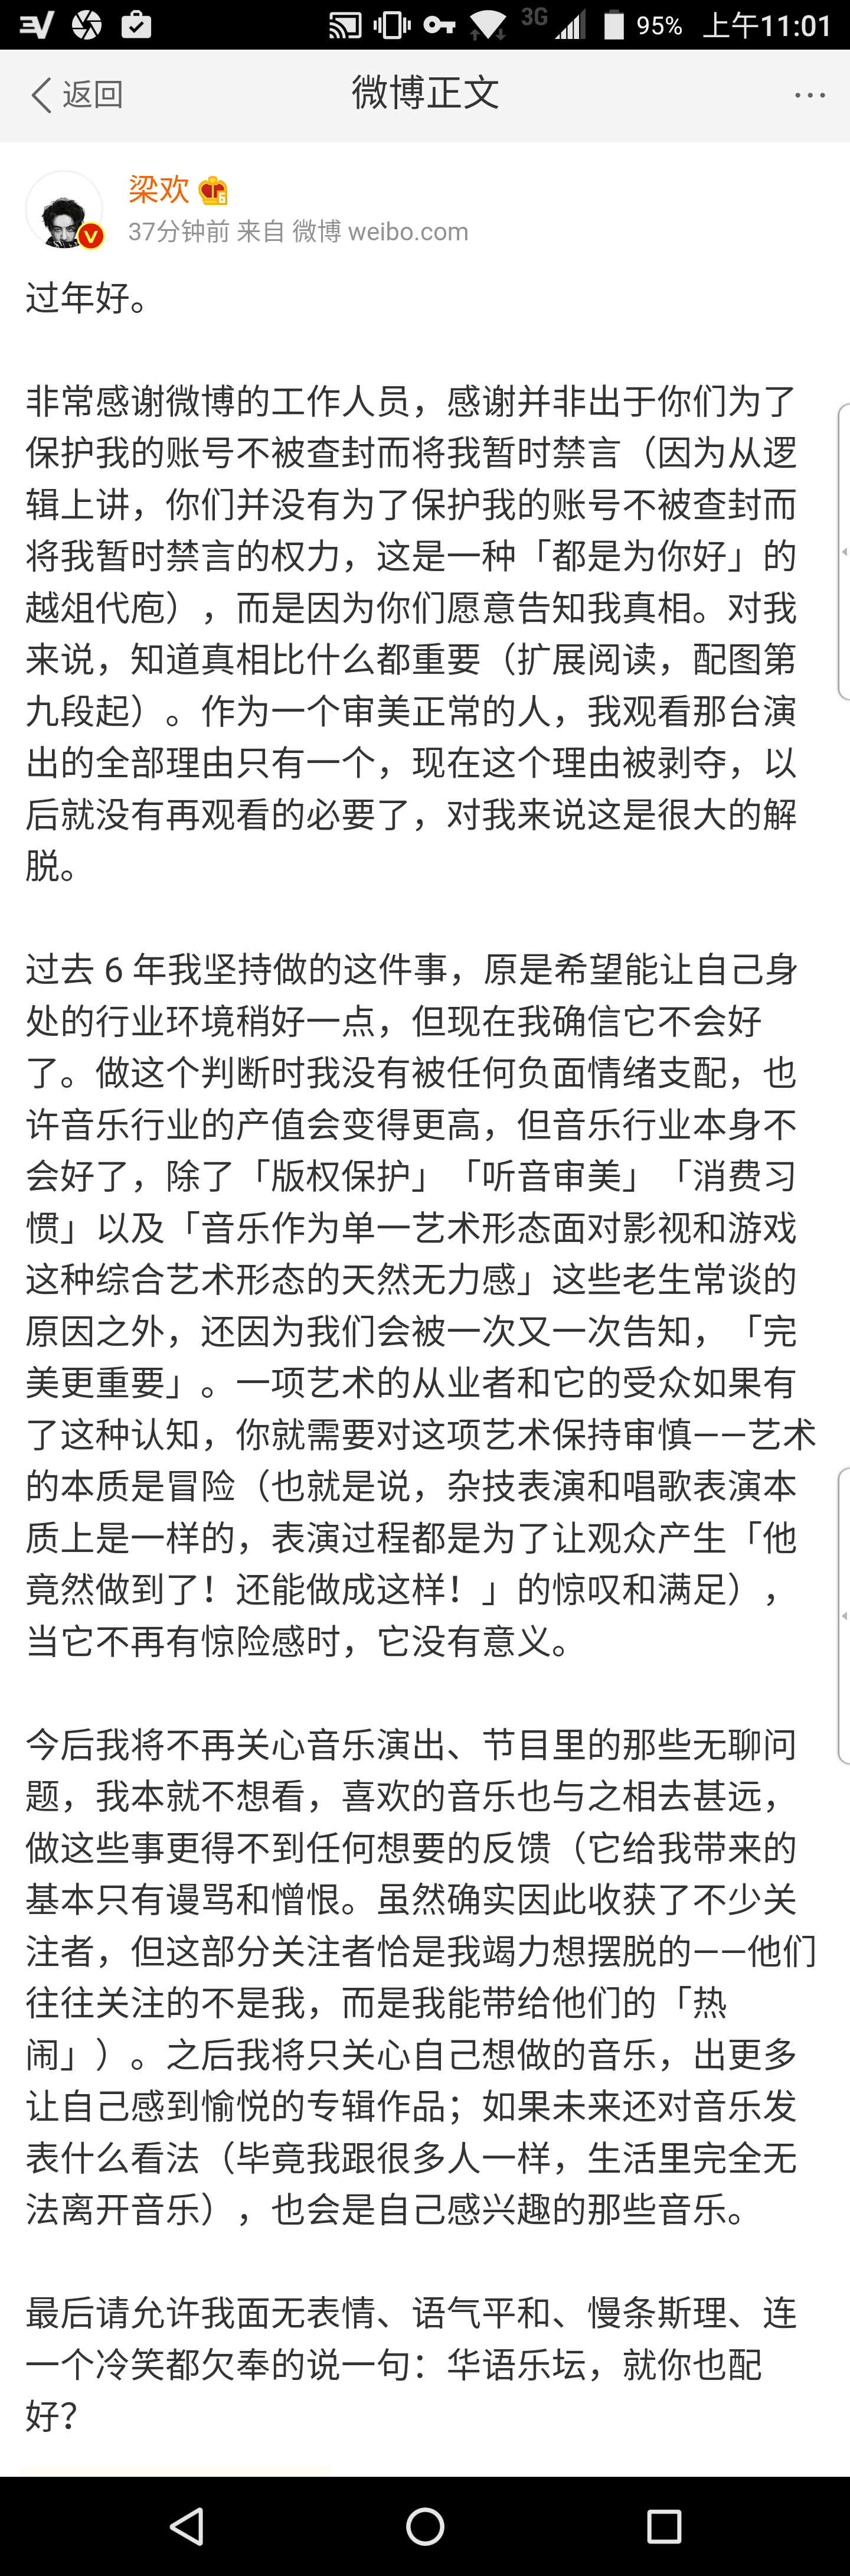 3G 95% 上午11:01
返回 微博正文 ...
梁欢 6
37分钟前 来自 微博 weibo.com
过年好。
非常感谢微博的工作人员，感谢并非出于你们为了
保护我的账号不被查封而将我暂时禁言（因为从逻
辑上讲，你们并没有为了保护我的账号不被查封而
将我暂时禁言的权力，这是一种「都是为你好」的
越俎代庖），而是因为你们愿意告知我真相。对我
来说，知道真相比什么都重要（扩展阅读，配图第
九段起）。作为一个审美正常的人，我观看那台演
出的全部理由只有一个，现在这个理由被剥夺，以
后就没有再观看的必要了，对我来说这是很大的解
脱。
过去 6 年我坚持做的这件事，原是希望能让自己身
处的行业环境稍好一点，但现在我确信它不会好
了。做这个判断时我没有被任何负面情绪支配，也
许音乐行业的产值会变得更高，但音乐行业本身不
会好了，除了「版权保护」「听音审美」「消费习
惯」以及「音乐作为单一艺术形态面对影视和游戏
这种综合艺术形态的天然无力感」这些老生常谈的
原因之外，还因为我们会被一次又一次告知，「完
美更重要」。一项艺术的从业者和它的受众如果有
了这种认知，你就需要对这项艺术保持审慎——艺术
的本质是冒险（也就是说，杂技表演和唱歌表演本
质上是一样的，表演过程都是为了让观众产生「他
竟然做到了！还能做成这样！」的惊叹和满足），
当它不再有惊险感时，它没有意义。
今后我将不再关心音乐演出、节目里的那些无聊问
题，我本就不想看，喜欢的音乐也与之相去甚远，
做这些事更得不到任何想要的反馈（它给我带来的
基本只有谩骂和憎恨。虽然确实因此收获了不少关
注者，但这部分关注者恰是我竭力想摆脱的——他们
往往关注的不是我，而是我能带给他们的「热
闹」）。之后我将只关心自己想做的音乐，出更多
让自己感到愉悦的专辑作品；如果未来还对音乐发
表什么看法（毕竟我跟很多人一样，生活里完全无
法离开音乐），也会是自己感兴趣的那些音乐。
最后请允许我面无表情、语气平和、慢条斯理、连
一个冷笑都欠奉的说一句：华语乐坛，就你也配
好？